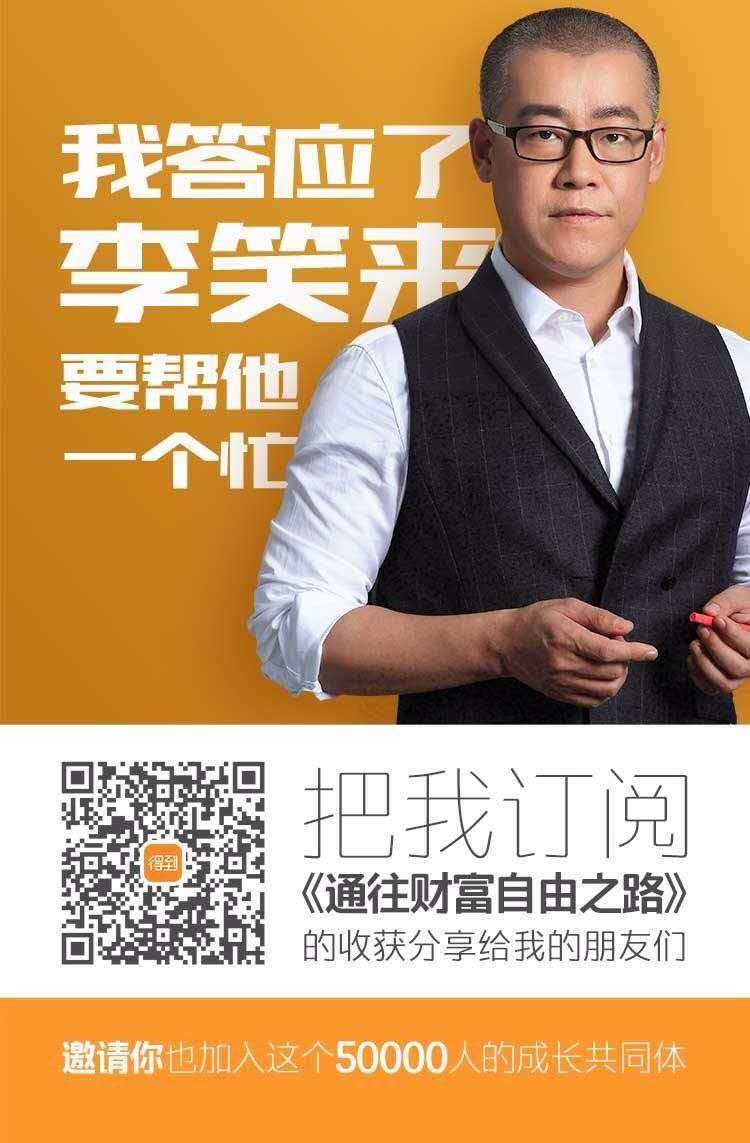 我答应了
李笑来
要帮他
一个忙
得到
把我订阅
《通往财富自由之路》
的收获分享给我的朋友们
邀请你也加入这个50000人的成长共同体